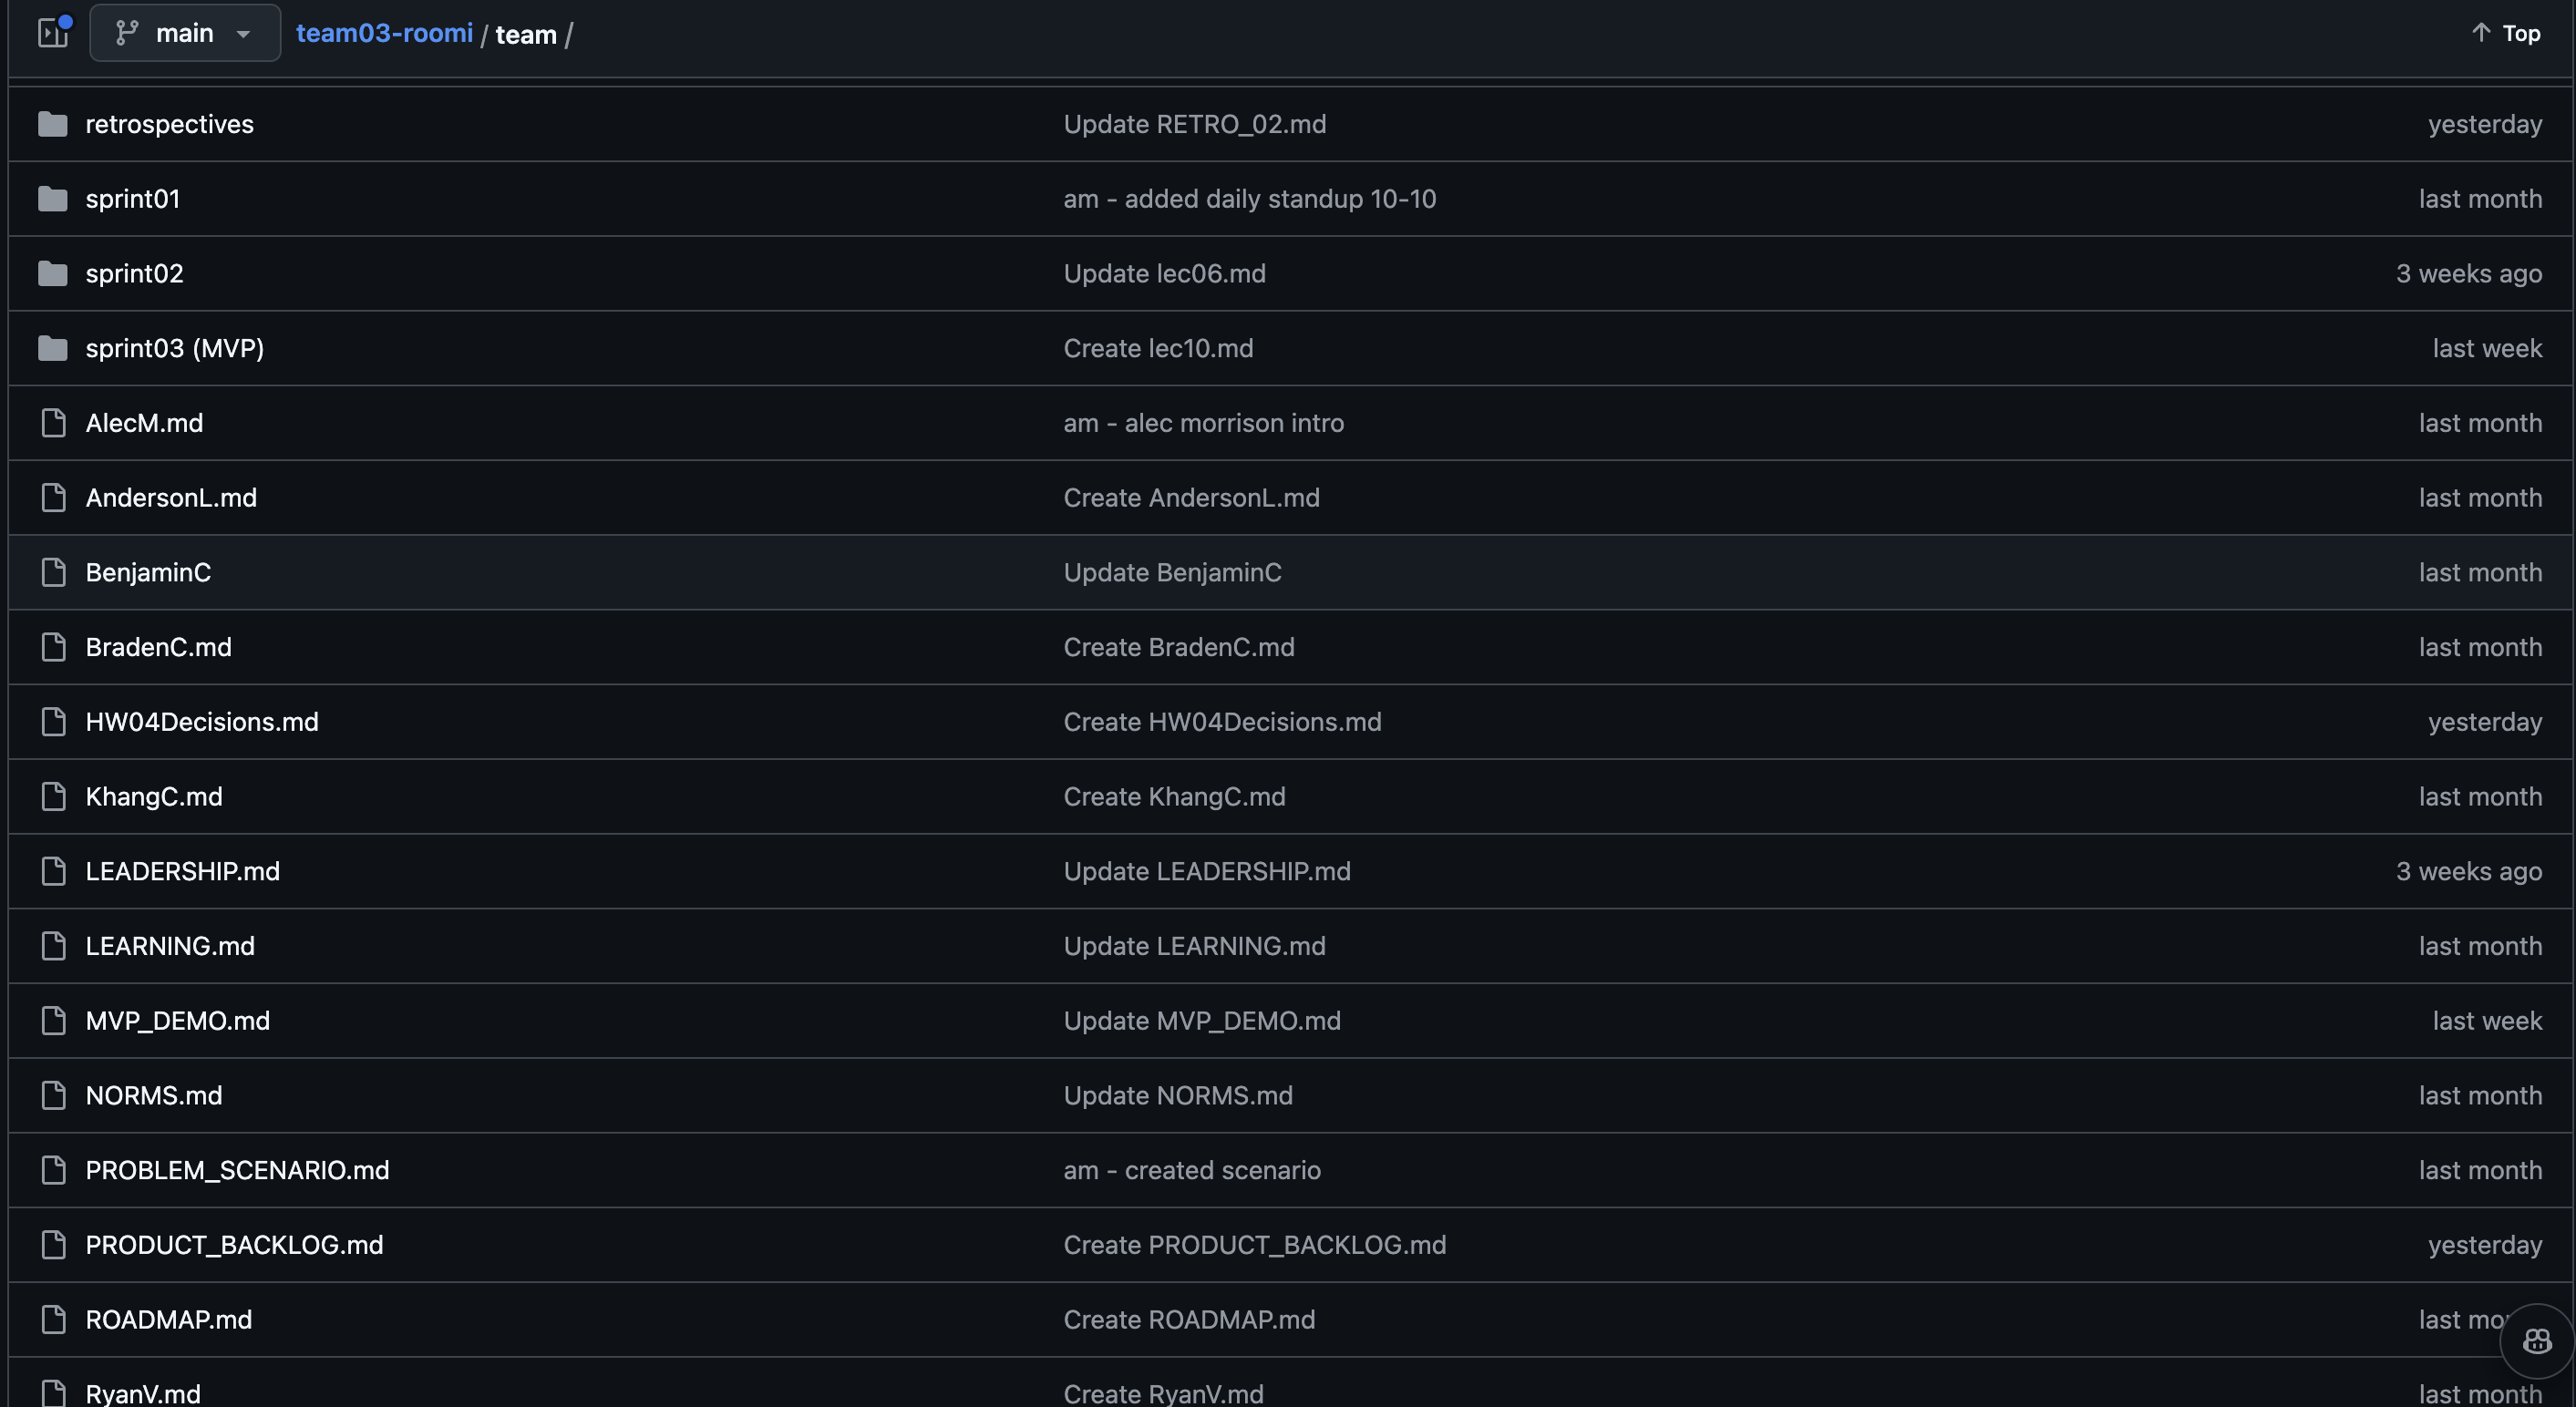 main team03-roomi / team / Top
retrospectives Update RETRO_02.md yesterday
sprint01 am - added daily standup 10-10 last month
sprint02 Update lec06.md 3 weeks ago
sprint03 (MVP) Create lec10.md last week
AlecM.md am - alec morrison intro last month
AndersonL.md Create AndersonL.md last month
BenjaminC Update BenjaminC last month
BradenC.md Create BradenC.md last month
HW04Decisions.md Create HW04Decisions.md yesterday
KhangC.md Create KhangC.md last month
LEADERSHIP.md Update LEADERSHIP.md 3 weeks ago
LEARNING.md Update LEARNING.md last month
MVP_DEMO.md Update MVP_DEMO.md last week
NORMS.md Update NORMS.md last month
PROBLEM_SCENARIO.md am - created scenario last month
PRODUCT_BACKLOG.md Create PRODUCT_BACKLOG.md yesterday
ROADMAP.md Create ROADMAP.md last mo
RyanV.md Create RyanV.md last month